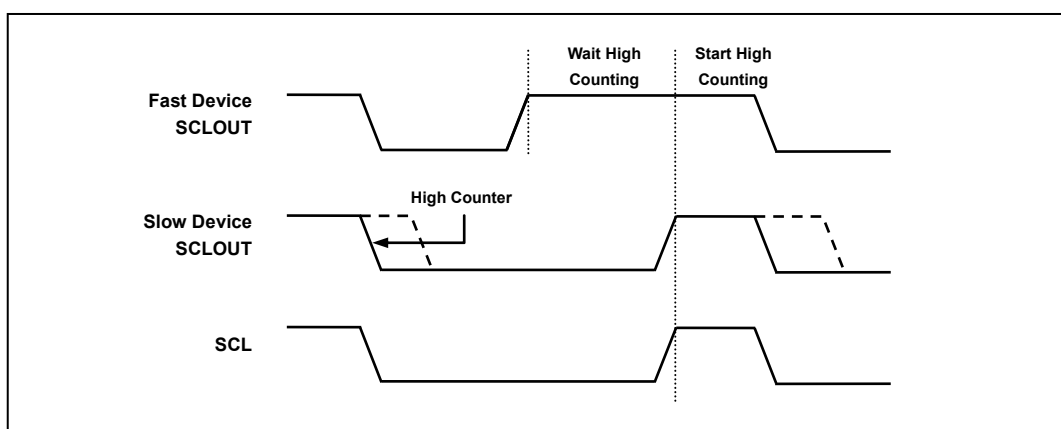 Wait High
Counting
Start High
Counting
Fast Device
SCLOUT
High Counter
Slow Device
SCLOUT
SCL